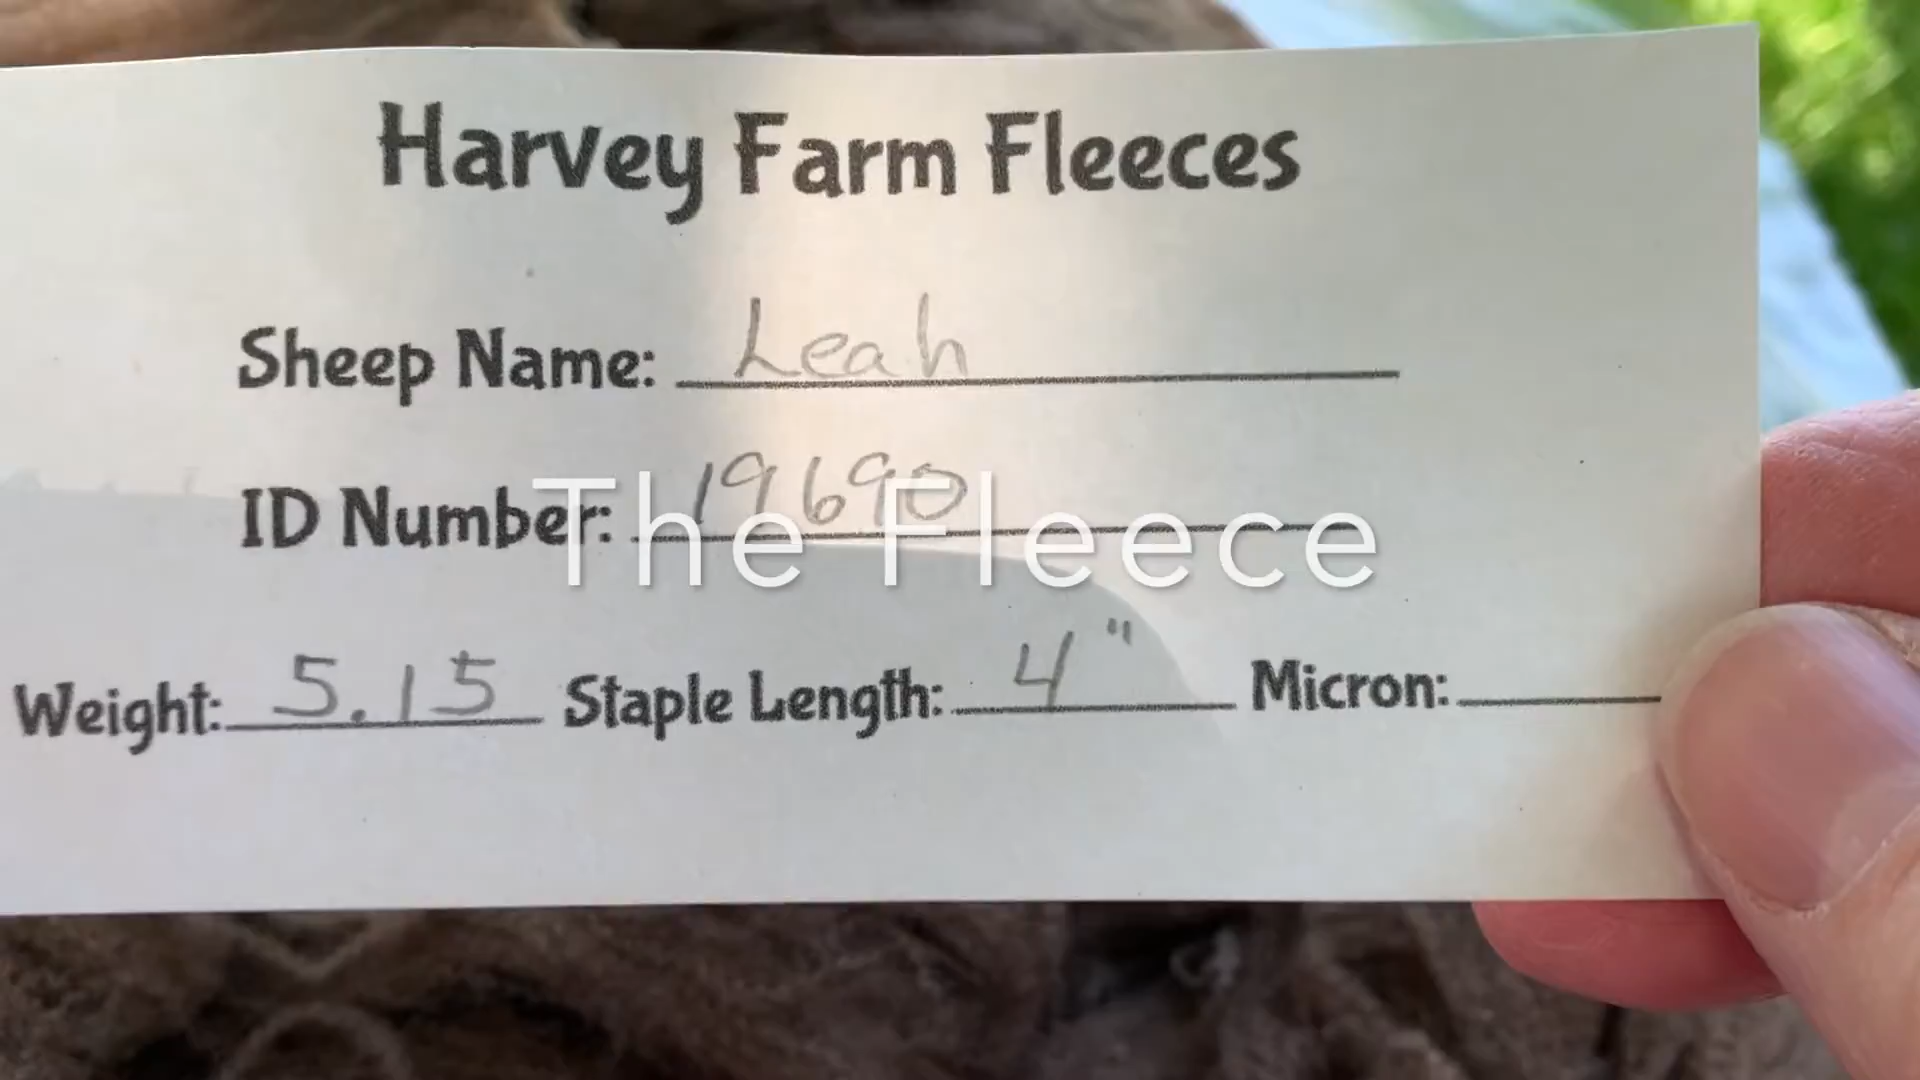 Harvey Farm Fleeces
Sheep Name: Leah
ID Number: 19690
The Fleece
Weight: 5.15 Staple Length: 4" Micron: